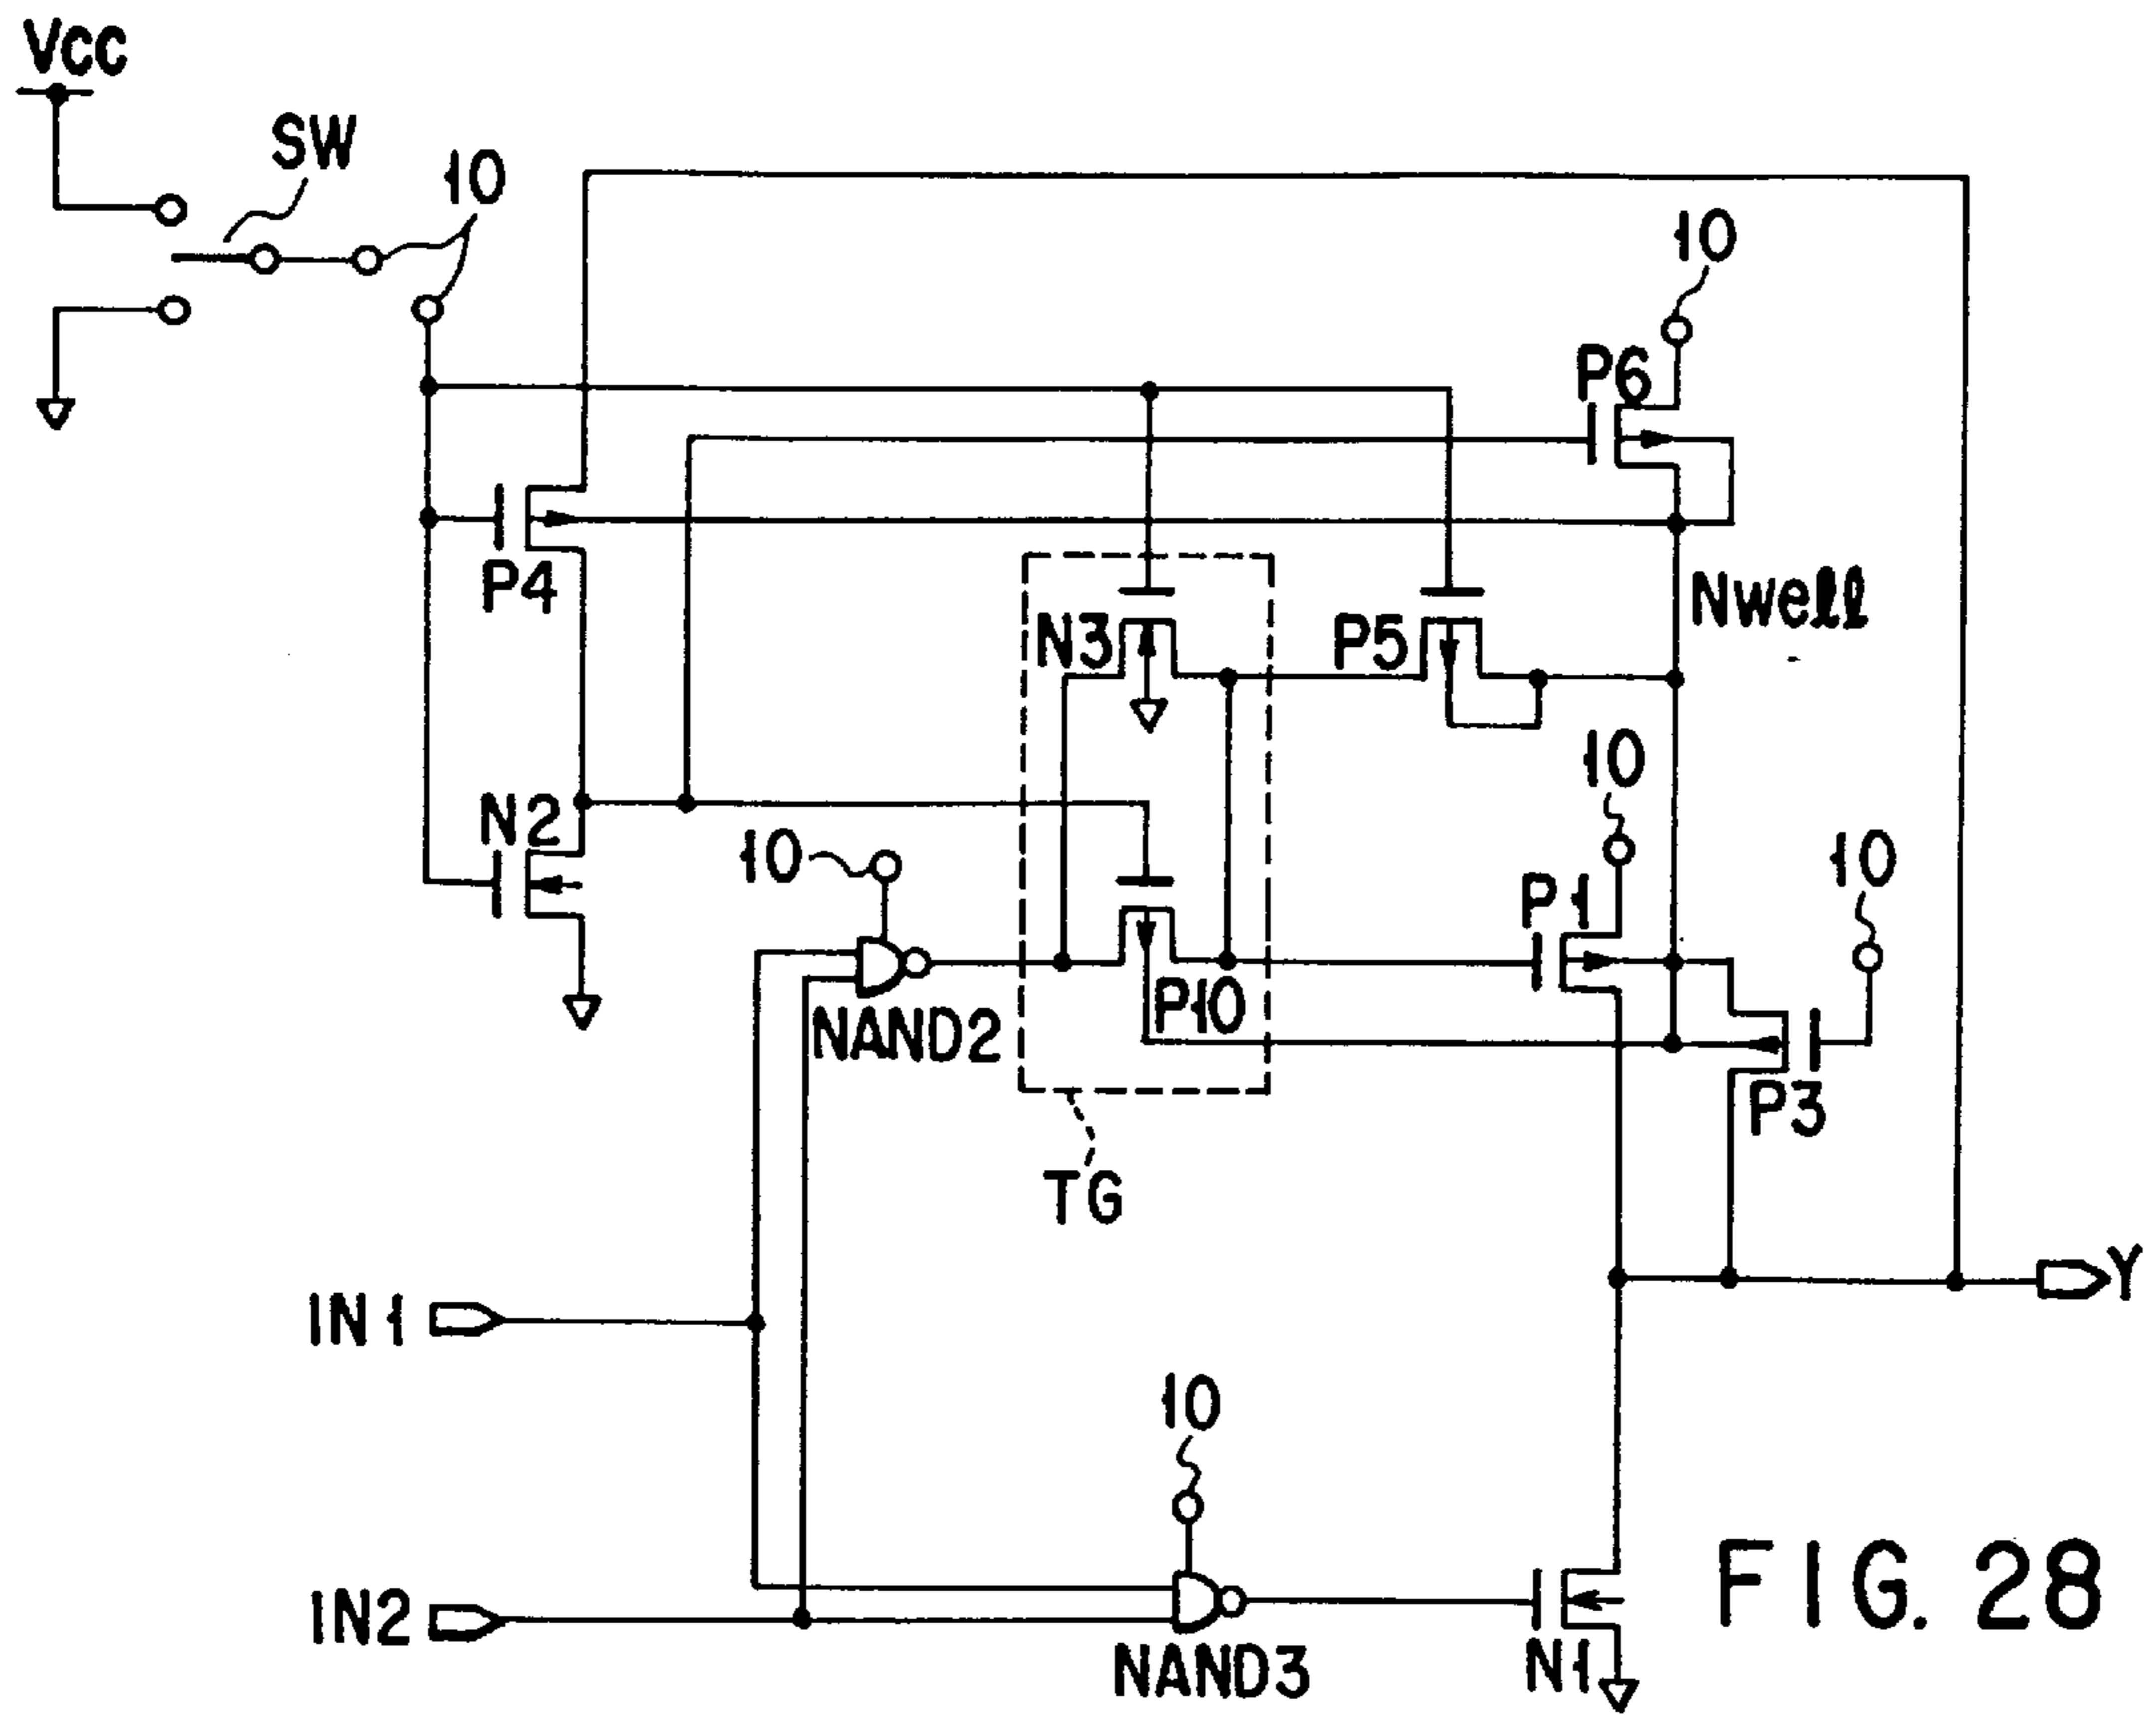 VCC
SW
10
10
P6
P4
Nwell
N3
P5
10
N2
10
10
P1
P10
NAND2
P3
TG
Y
IN1
10
FIG. 28
IN2
NAND3
N1